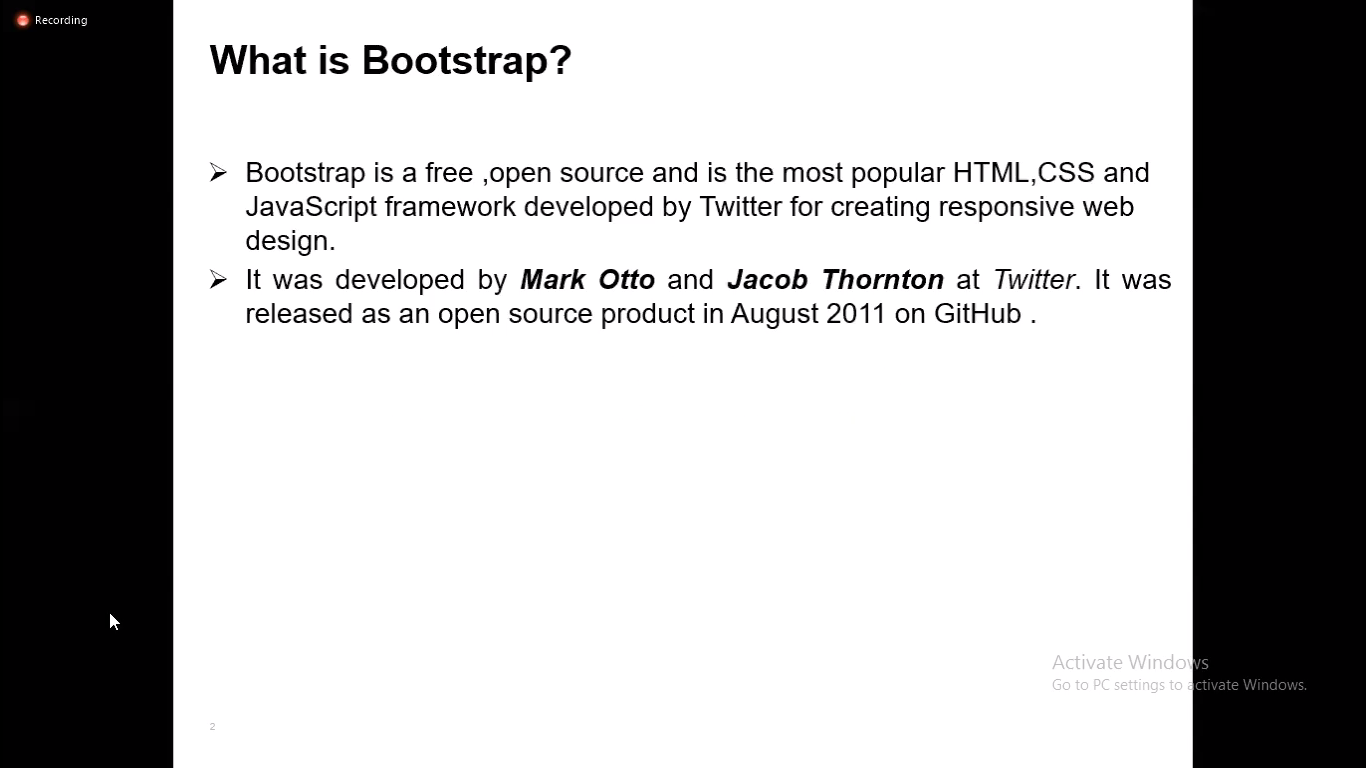 Recording
What is Bootstrap?
➢ Bootstrap is a free ,open source and is the most popular HTML,CSS and
JavaScript framework developed by Twitter for creating responsive web
design.
➢ It was developed by Mark Otto and Jacob Thornton at Twitter. It was
released as an open source product in August 2011 on GitHub .
Activate Windows
Go to PC settings to activate Windows.
2